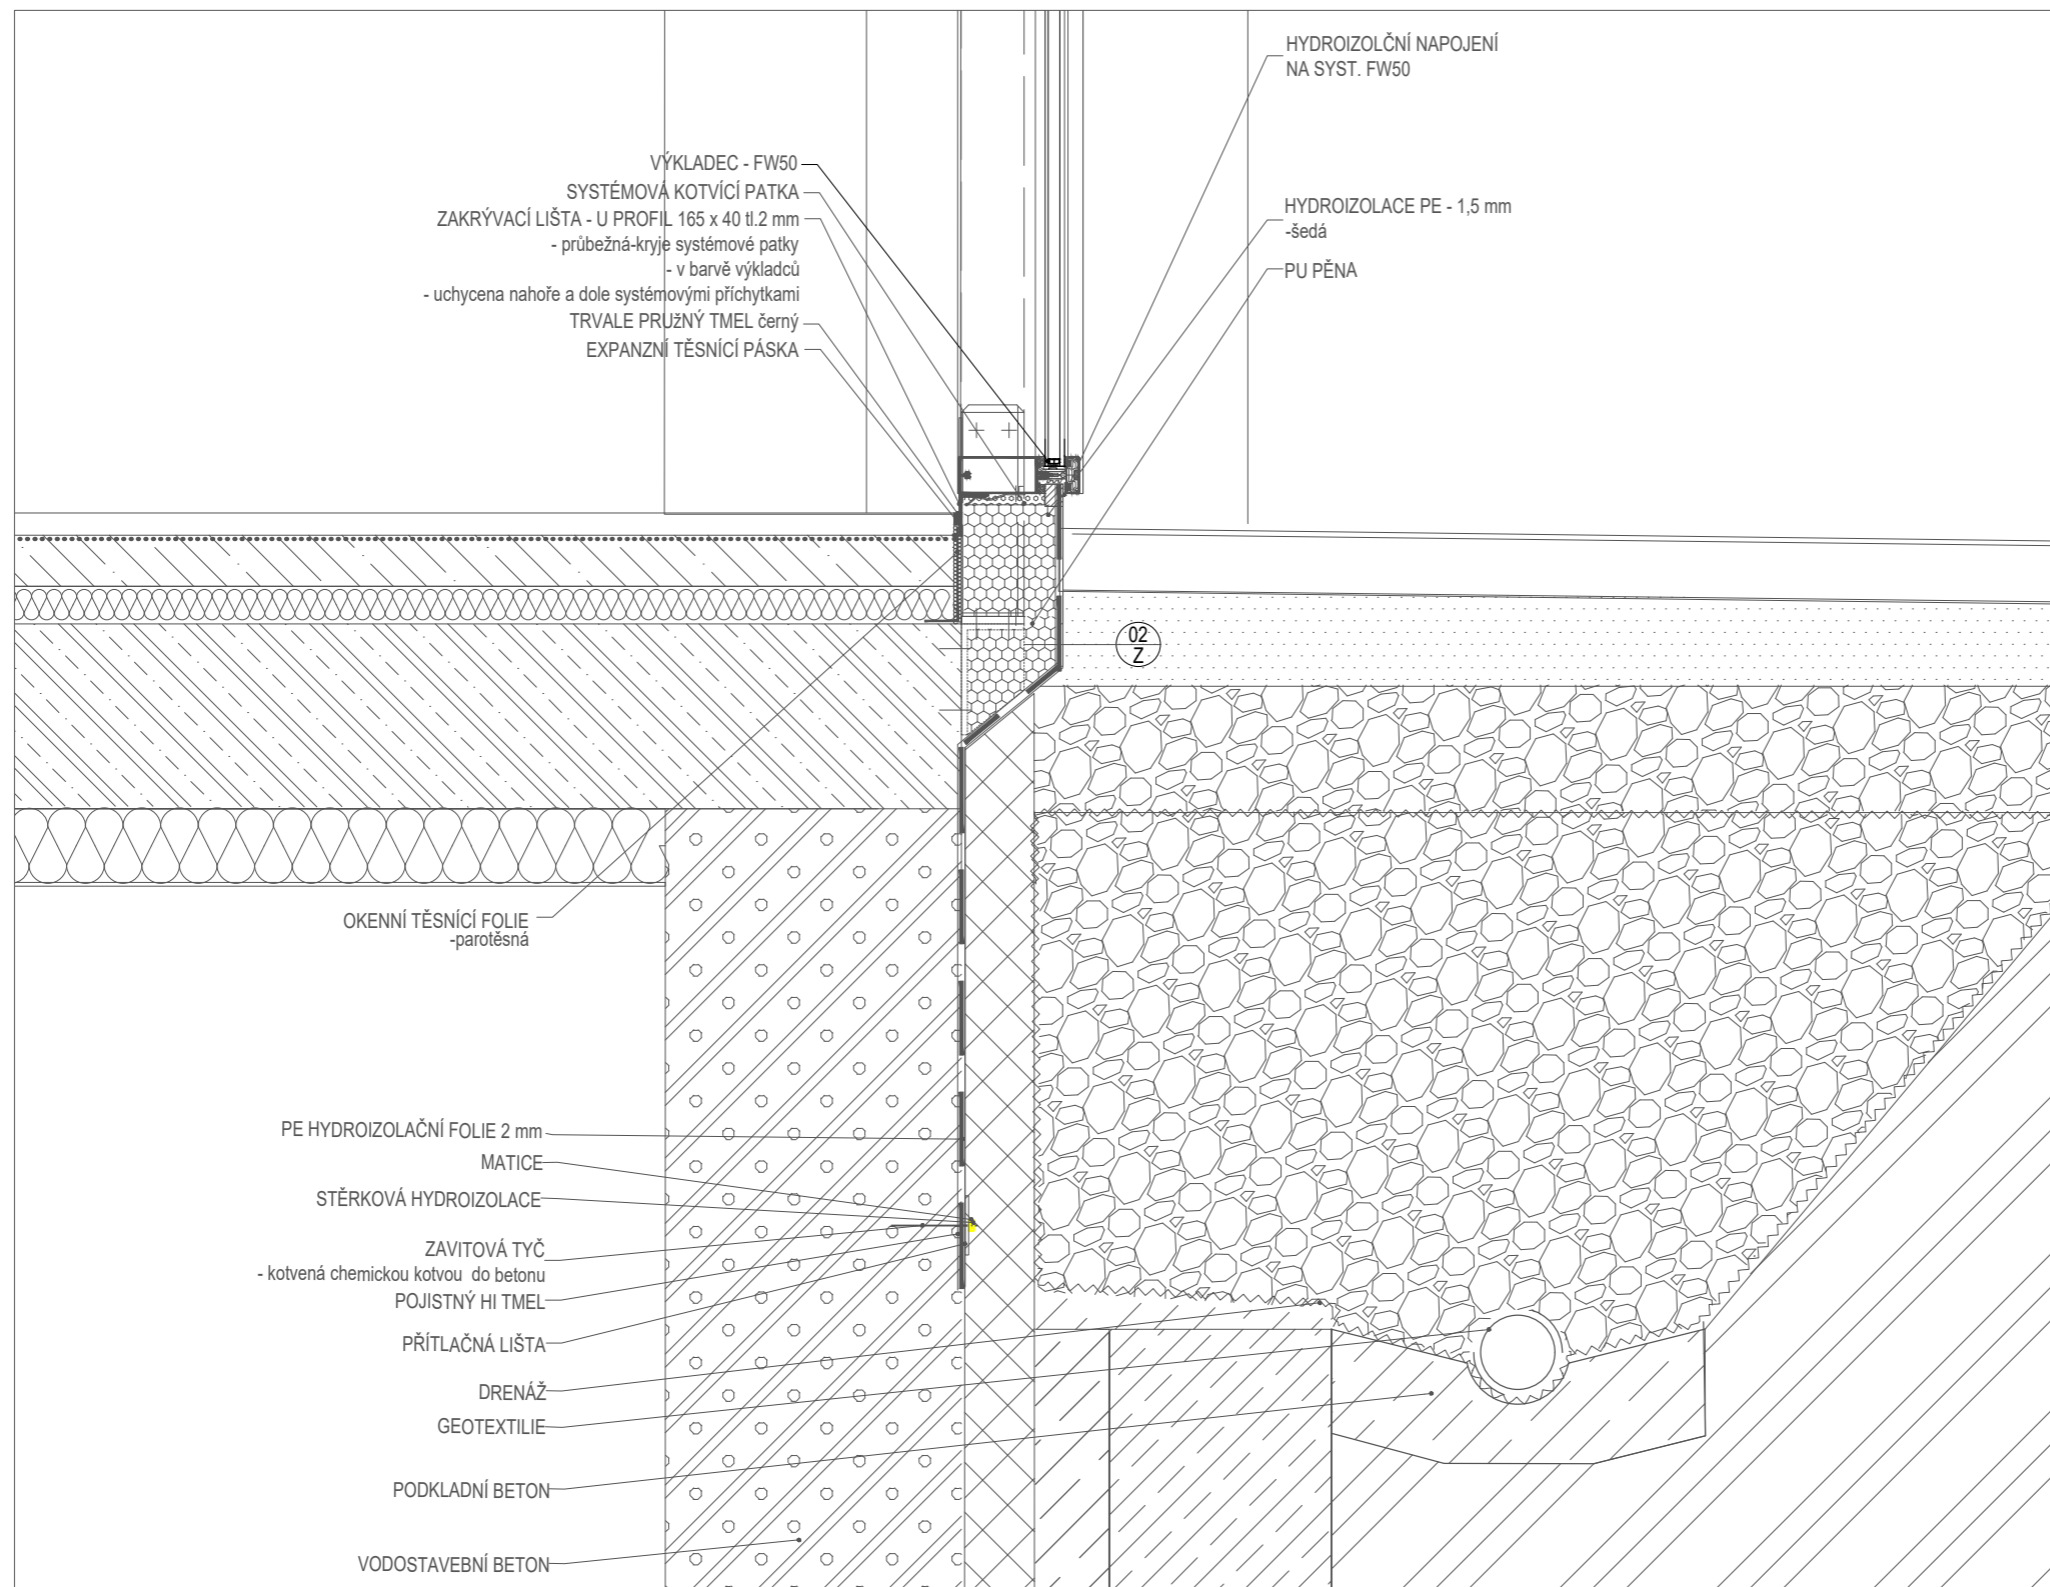 HYDROIZOLČNÍ NAPOJENÍ
NA SYST. FW50
VÝKLADEC - FW50
SYSTÉMOVÁ KOTVÍCÍ PATKA
ZAKRÝVACÍ LIŠTA - U PROFIL 165 x 40 tl.2 mm
- průbežná-kryje systémové patky
- v barvě výkladců
- uchycena nahoře a dole systémovými příchytkami
TRVALE PRUžNÝ TMEL černý
EXPANZNÍ TĚSNÍCÍ PÁSKA
HYDROIZOLACE PE - 1,5 mm
-šedá
PU PĚNA
02
Z
OKENNÍ TĚSNÍCÍ FOLIE
-parotěsná
PE HYDROIZOLAČNÍ FOLIE 2 mm
MATICE
STĚRKOVÁ HYDROIZOLACE
ZAVITOVÁ TYČ
- kotvená chemickou kotvou do betonu
POJISTNÝ HI TMEL
PŘÍTLAČNÁ LIŠTA
DRENÁŽ
GEOTEXTILIE
PODKLADNÍ BETON
VODOSTAVEBNÍ BETON